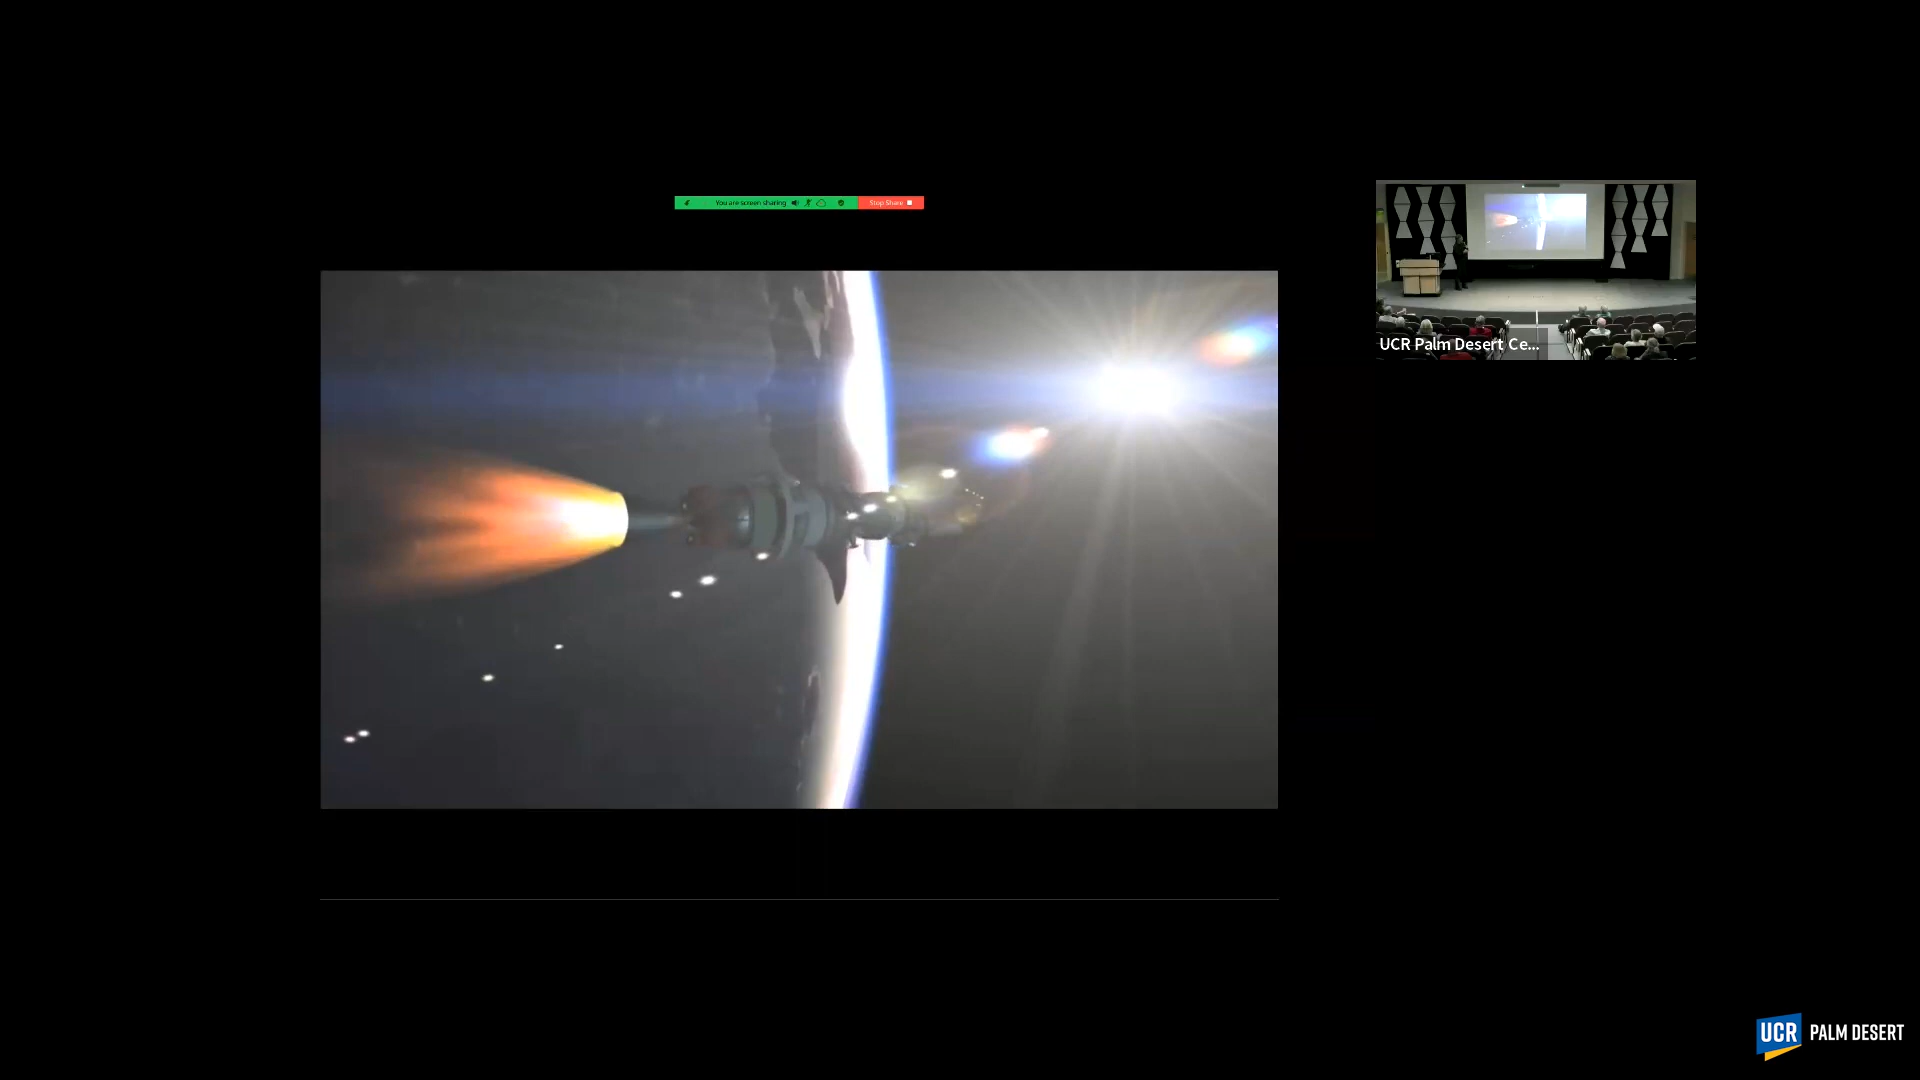 You are screen sharing
Stop Share
UCR Palm Desert Ce...
UCR PALM DESERT